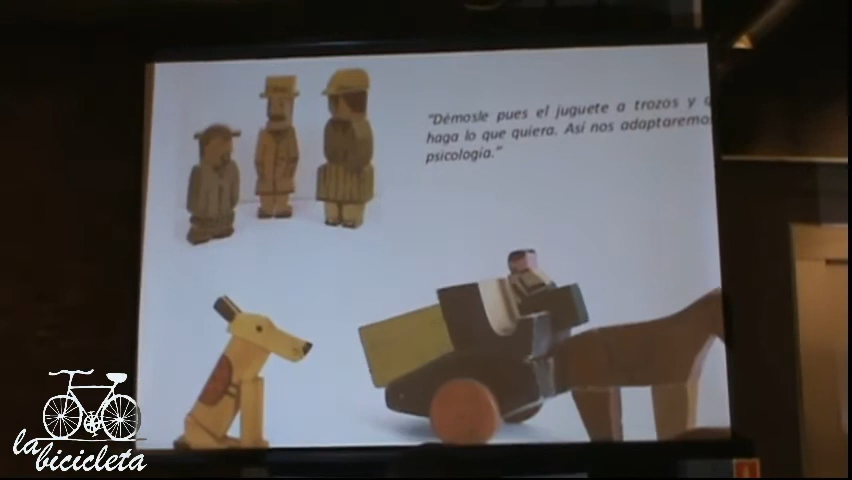 "Démosle pues el juguete a trozos y
haga lo que quiera. Así nos adaptaremos
psicología."
la
bicicleta